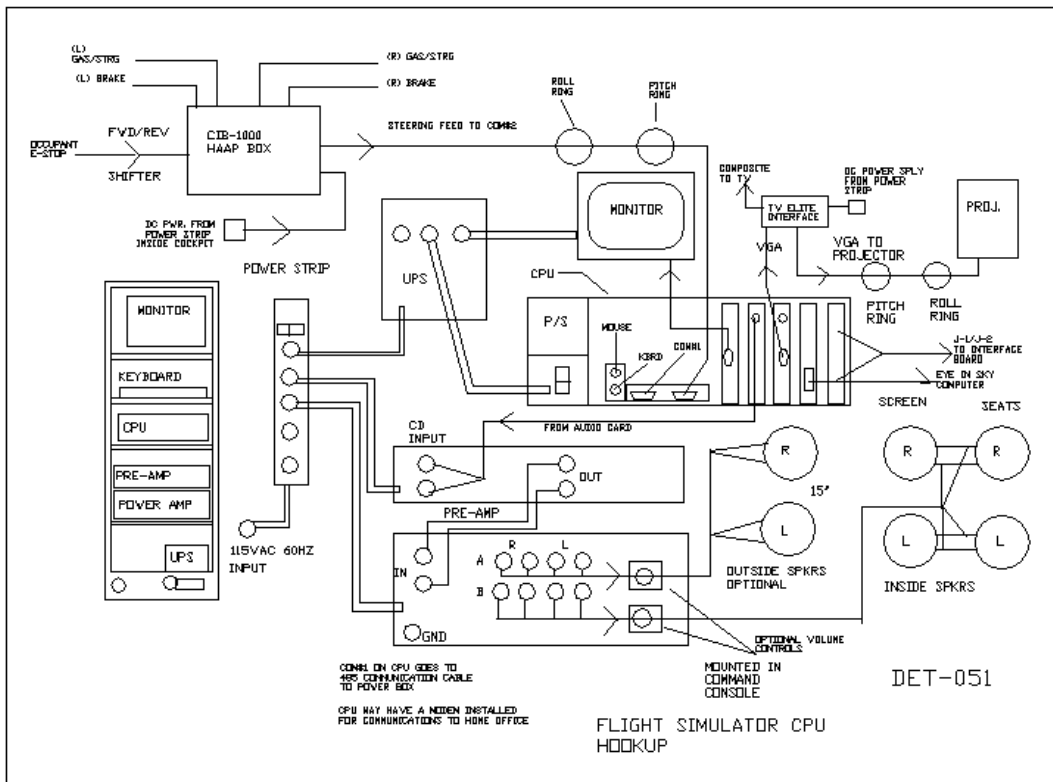 (L)
GAS/STRG
(L) BRAKE
(R) GAS/STRG
(R) BRAKE
FWD/REV
OCCUPANT
E-STOP
SHIFTER
CIB-1000
HAAP BOX
STEERONG FEED TO COM#2
ROLL
RING
PITCH
RING
DC PWR. FROM
POWER STRIP
INSIDE COCKPIT
POWER STRIP
UPS
MONITOR
COMPOSITE
TO TV
DC POWER SPLY
FROM POWER
STROP
TV ELITE
INTERFACE
PROJ.
VGA
VGA TO
PROJECTOR
PITCH
RING
ROLL
RING
CPU
P/S
MOUSE
KBRD
COM#1
J-1/J-2
TO INTERFACE
BOARD
EYE IN SKY
COMPUTER
MONITOR
KEYBOARD
CPU
PRE-AMP
POWER AMP
UPS
115VAC 60HZ
INPUT
CD
INPUT
FROM AUDIO CARD
OUT
PRE-AMP
SCREEN
SEATS
R
R
R
15"
L
L
L
OUTSIDE SPKRS
OPTIONAL
INSIDE SPKRS
IN
R
L
A
B
GND
OPTIONAL VOLUME
CONTROLS
MOUNTED IN
COMMAND
CONSOLE
DET-051
COM#1 ON CPU GOES TO
485 COMMUNICATION CABLE
TO POWER BOX
CPU MAY HAVE A MODEM INSTALLED
FOR COMMUNICATIONS TO HOME OFFICE
FLIGHT SIMULATOR CPU
HOOKUP